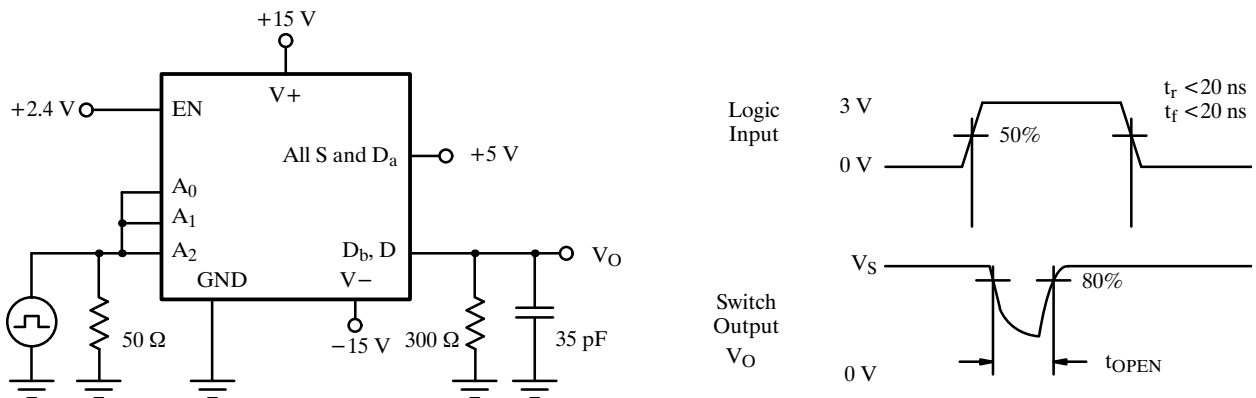 +15 V
V+
+2.4 V
EN
All S and Da
+5 V
A0
A1
A2
Db, D
VO
GND
V−
50 Ω
−15 V
300 Ω
35 pF
Logic
Input
3 V
0 V
50%
tr <20 ns
tf <20 ns
VS
80%
Switch
Output
VO
0 V
tOPEN